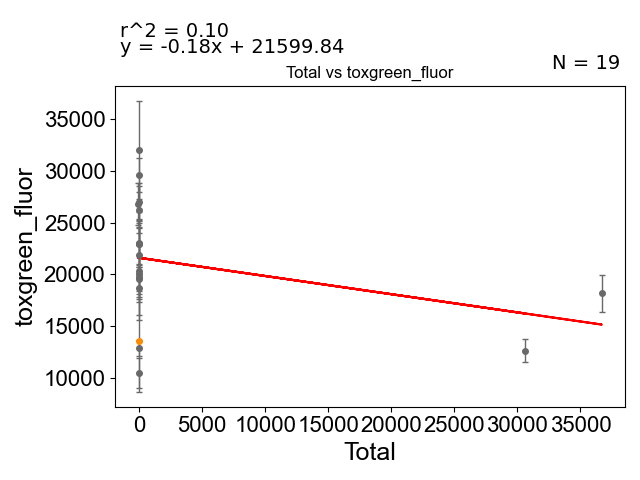 r^2 = 0.10
y = -0.18x + 21599.84
N = 19
Total vs toxgreen_fluor
toxgreen_fluor
35000
30000
25000
20000
15000
10000
0 5000 10000 15000 20000 25000 30000 35000
Total